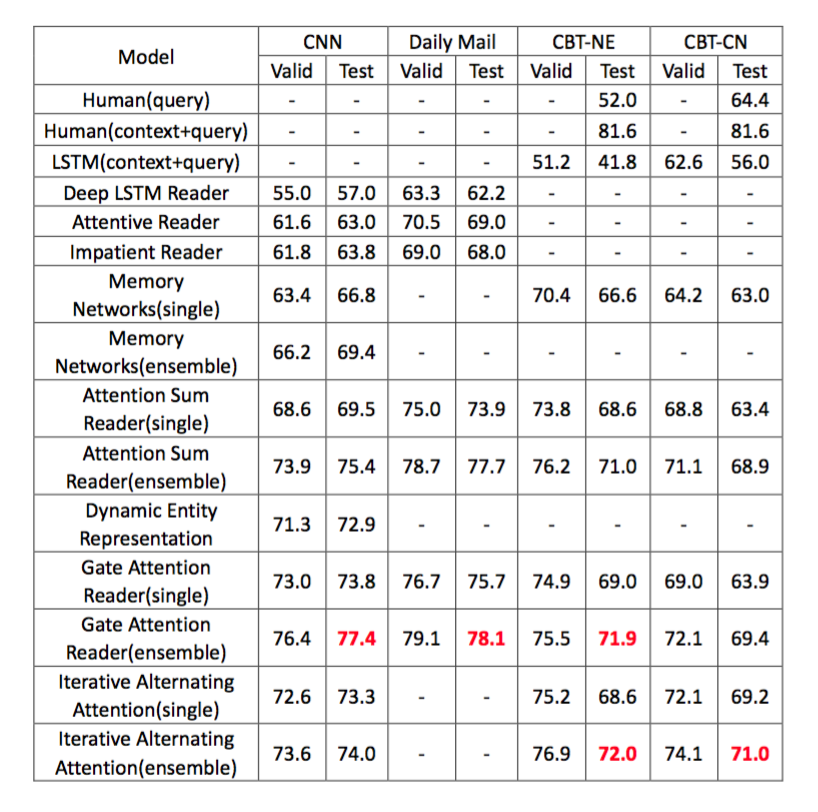 Model CNN Daily Mail CBT-NE CBT-CN
Valid Test Valid Test Valid Test Valid Test
Human(query) - - - - - 52.0 - 64.4
Human(context+query) - - - - - 81.6 - 81.6
LSTM(context+query) - - - - 51.2 41.8 62.6 56.0
Deep LSTM Reader 55.0 57.0 63.3 62.2 - - - -
Attentive Reader 61.6 63.0 70.5 69.0 - - - -
Impatient Reader 61.8 63.8 69.0 68.0 - - - -
Memory
Networks(single) 63.4 66.8 - - 70.4 66.6 64.2 63.0
Memory
Networks(ensemble) 66.2 69.4 - - - - - -
Attention Sum
Reader(single) 68.6 69.5 75.0 73.9 73.8 68.6 68.8 63.4
Attention Sum
Reader(ensemble) 73.9 75.4 78.7 77.7 76.2 71.0 71.1 68.9
Dynamic Entity
Representation 71.3 72.9 - - - - - -
Gate Attention
Reader(single) 73.0 73.8 76.7 75.7 74.9 69.0 69.0 63.9
Gate Attention
Reader(ensemble) 76.4 77.4 79.1 78.1 75.5 71.9 72.1 69.4
Iterative Alternating
Attention(single) 72.6 73.3 - - 75.2 68.6 72.1 69.2
Iterative Alternating
Attention(ensemble) 73.6 74.0 - - 76.9 72.0 74.1 71.0